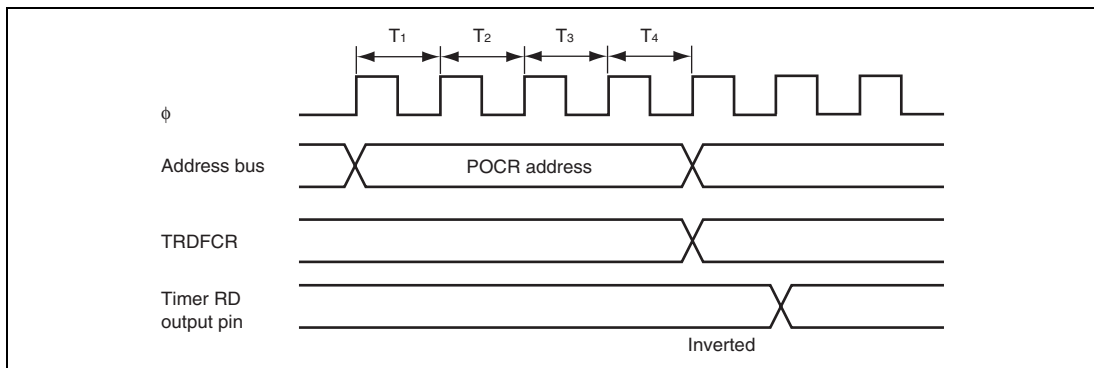 T1 T2 T3 T4
ϕ
Address bus
POCR address
TRDFCR
Timer RD
output pin
Inverted